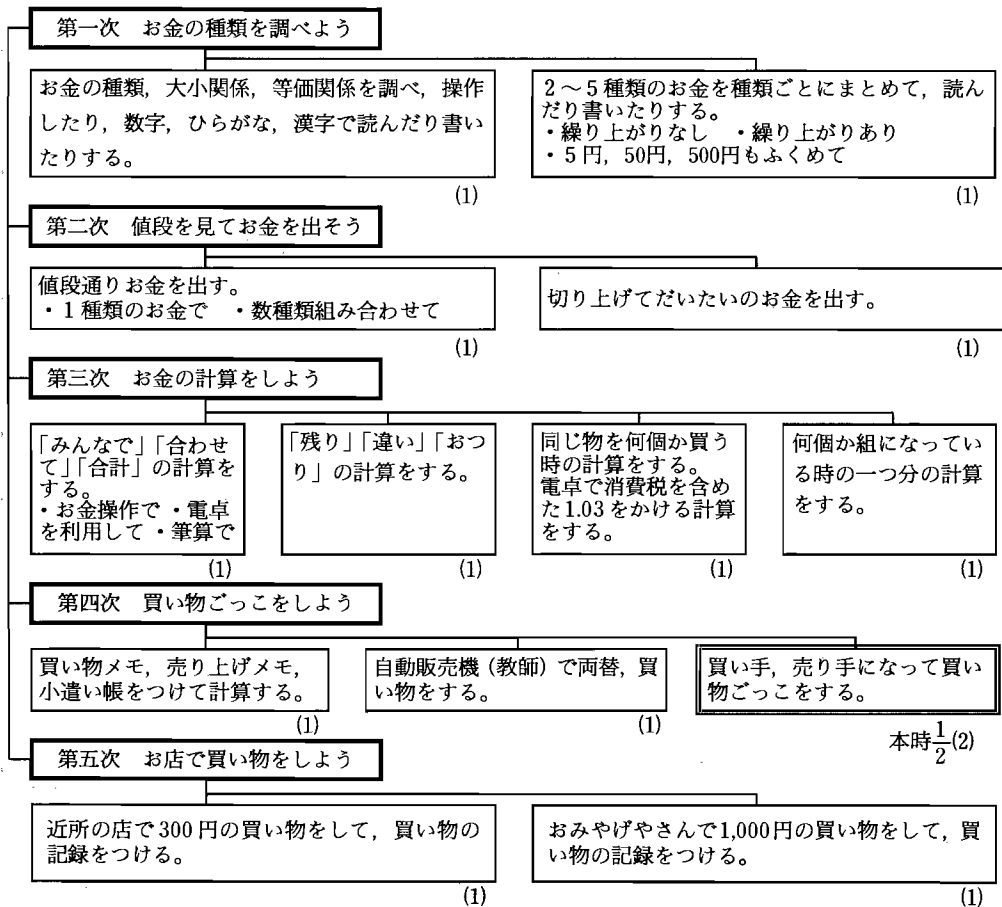 第一次 お金の種類を調べよう
お金の種類，大小関係，等価関係を調べ，操作
したり，数字，ひらがな，漢字で読んだり書い
たりする。
(1)
2～5種類のお金を種類ごとにまとめて，読ん
だり書いたりする。
・繰り上がりなし ・繰り上がりあり
・5円，50円，500円もふくめて
(1)
第二次 値段を見てお金を出そう
値段通りお金を出す。
・1種類のお金で ・数種類組み合わせて
(1)
切り上げてだいたいのお金を出す。
(1)
第三次 お金の計算をしよう
「みんなで」「合わせ
て」「合計」の計算を
する。
・お金操作で ・電卓
を利用して ・筆算で
(1)
「残り」「違い」「おつ
り」の計算をする。
(1)
同じ物を何個か買う
時の計算をする。
電卓で消費税を含め
た1.03をかける計算
をする。
(1)
何個か組になってい
る時の一つ分の計算
をする。
(1)
第四次 買い物ごっこをしよう
買い物メモ，売り上げメモ，
小遣い帳をつけて計算する。
(1)
自動販売機（教師）で両替，買
い物をする。
(1)
買い手，売り手になって買い
物ごっこをする。
本時1/2(2)
第五次 お店で買い物をしよう
近所の店で300円の買い物をして，買い物の
記録をつける。
(1)
おみやげやさんで1,000円の買い物をして，買
い物の記録をつける。
(1)